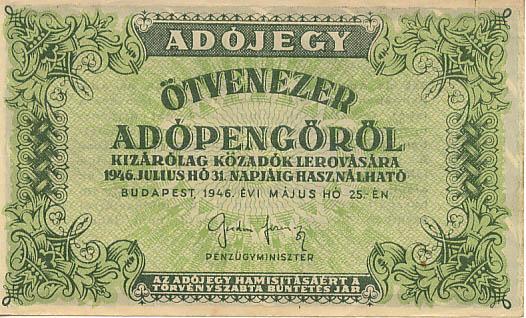 ADÓJEGY
ÖTVENEZER
ADÓPENGŐRŐL
KIZÁRÓLAG KÖZADÓK LEROVÁSÁRA
1946. JULIUS HÓ 31. NAPJÁIG HASZNÁLHATÓ
BUDAPEST, 1946. ÉVI MÁJUS HÓ 25.-ÉN
PÉNZÜGYMINISZTER
AZ ADÓJEGY HAMISITÁSAÉRT A
TÖRVÉNYSZABTA BÜNTETÉS JÁR